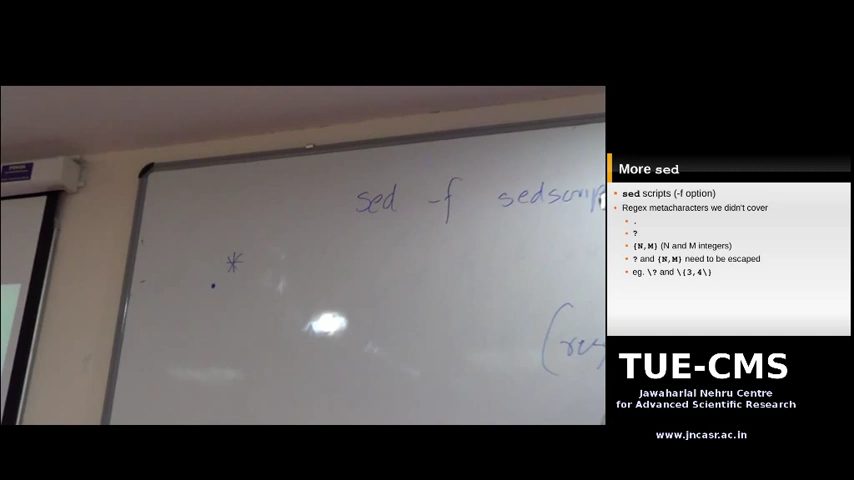 sed -f
*
.
More sed
sed scripts (-f option)
Regex metacharacters we didn't cover
.
?
{N,M} (N and M integers)
? and {N,M} need to be escaped
eg. \? and \{3,4\}
TUE-CMS
Jawaharlal Nehru Centre
for Advanced Scientific Research
www.jncasr.ac.in